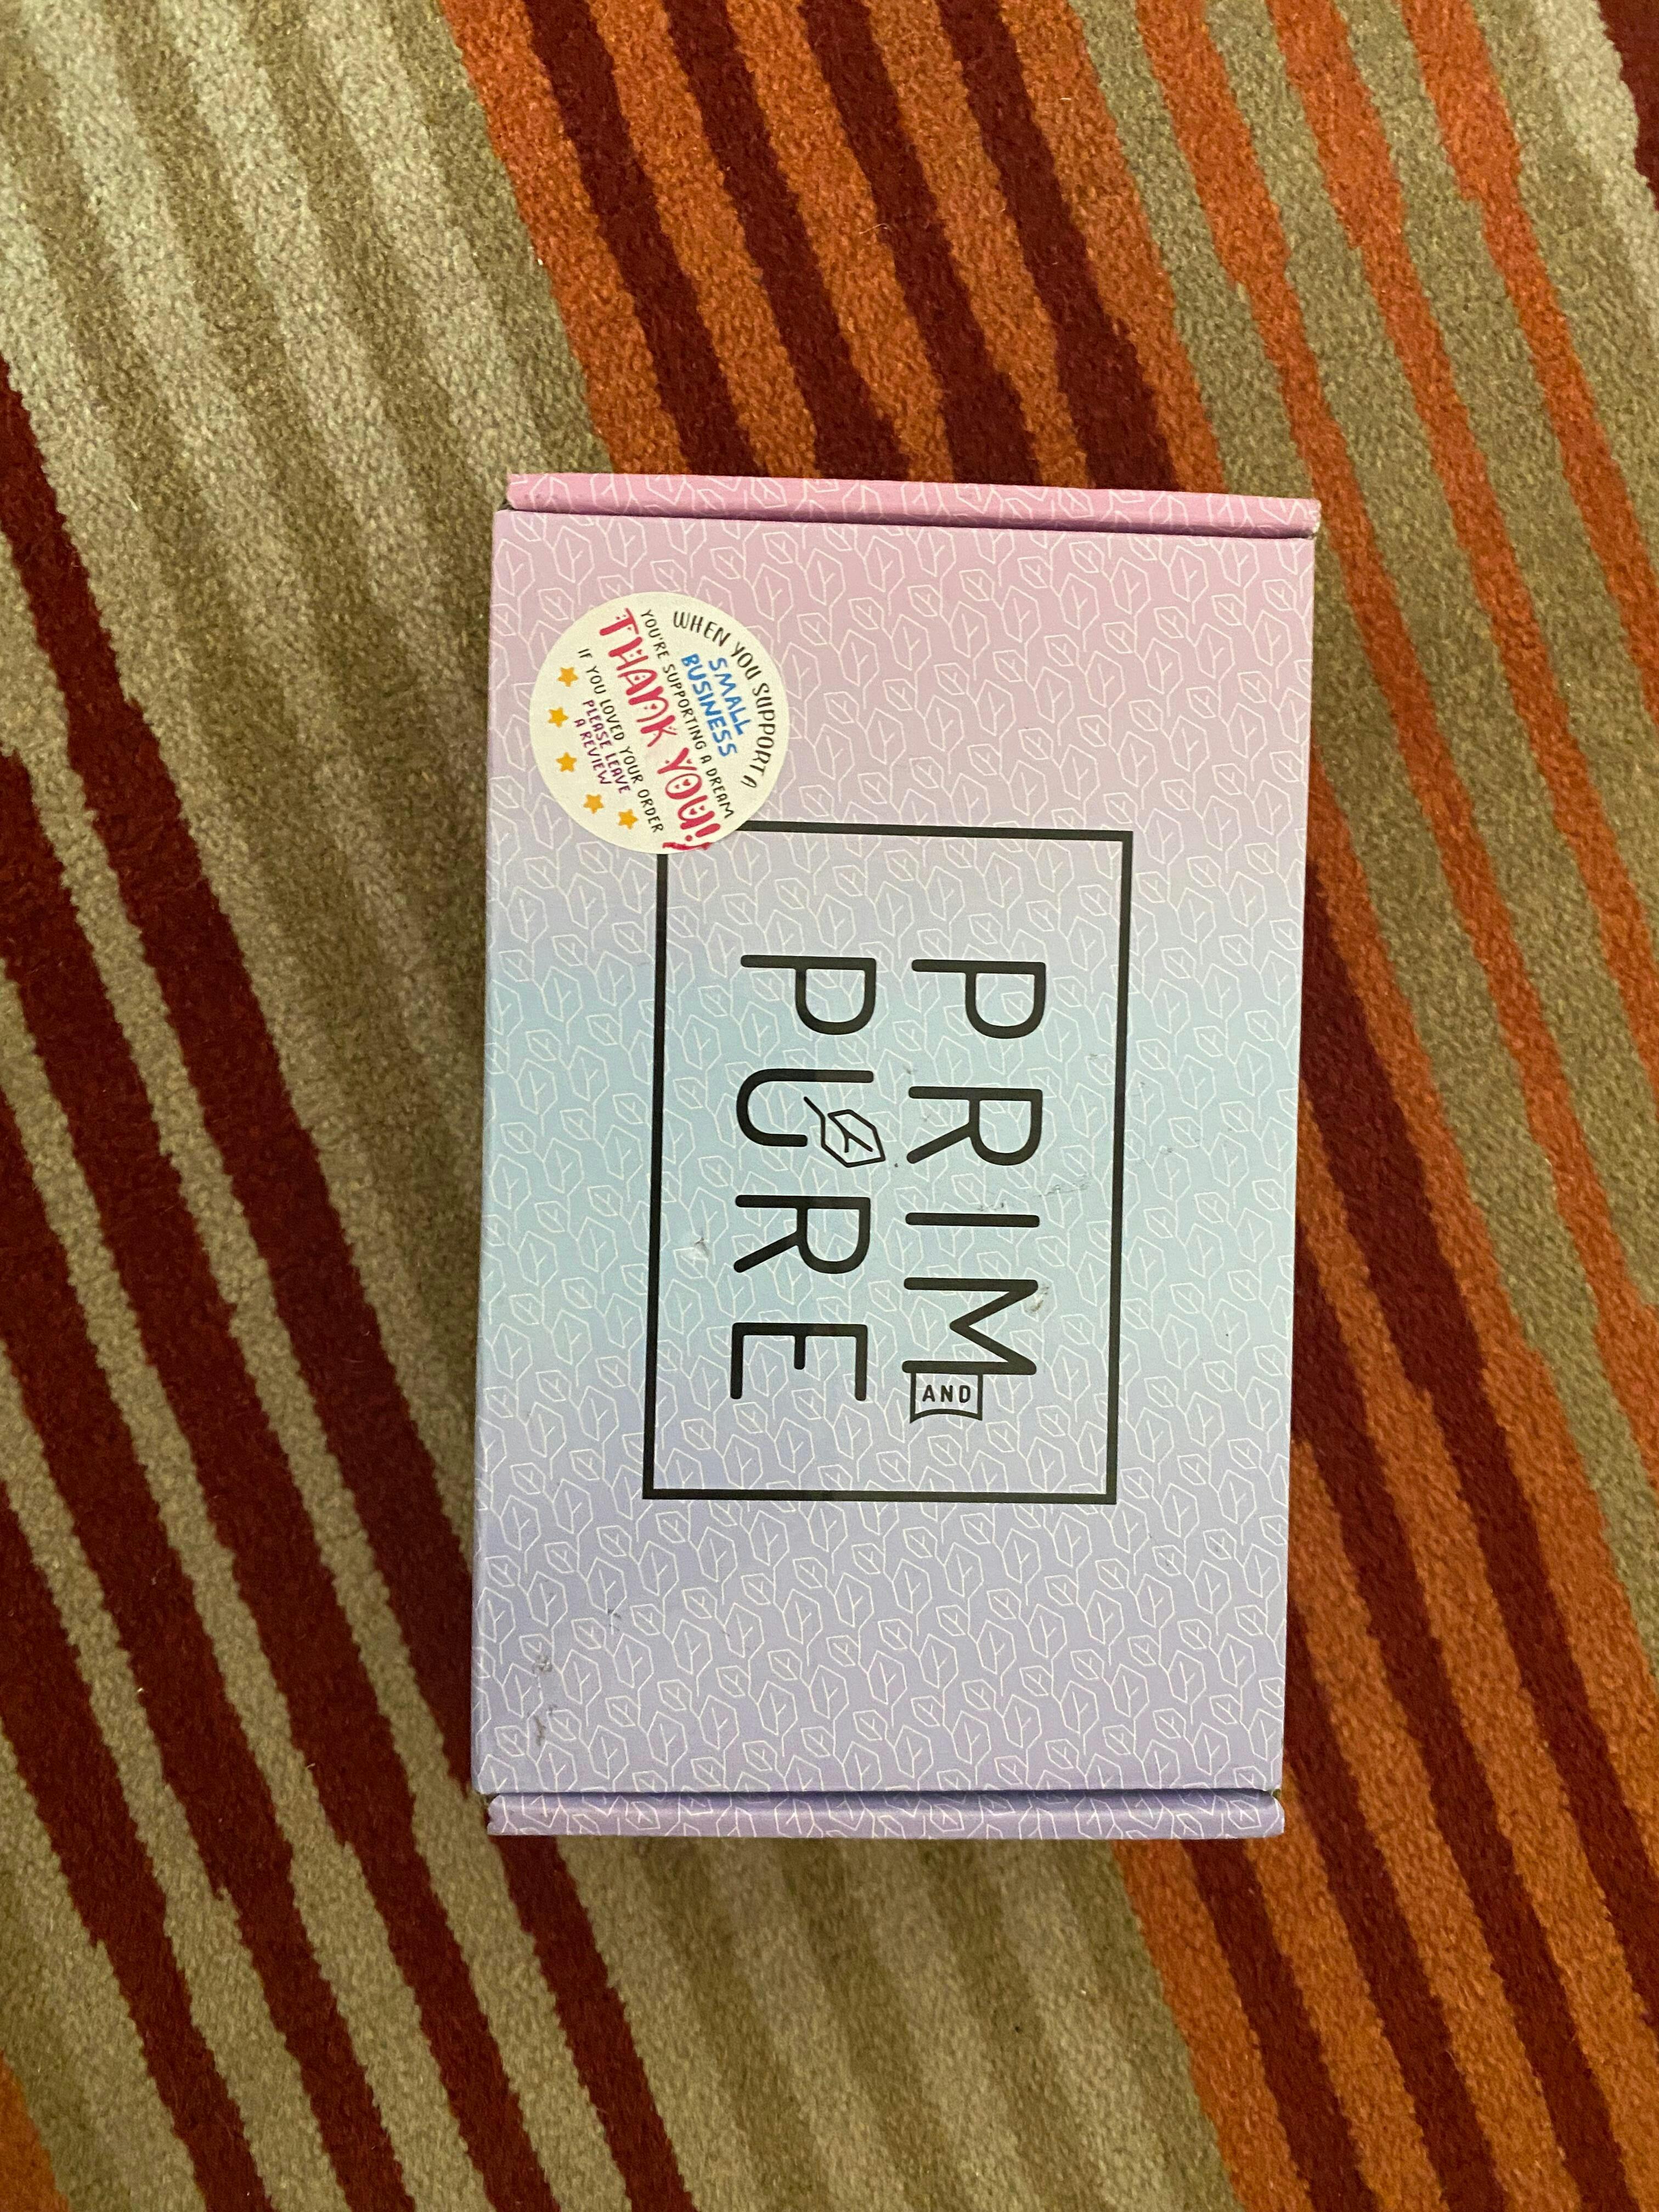 WHEN YOU SUPPORT A
SMALL
BUSINESS
YOU'RE SUPPORTING A DREAM
THANK YOU!
IF YOU LOVED YOUR ORDER
PLEASE LEAVE
A REVIEW
PRIM
AND
PURE